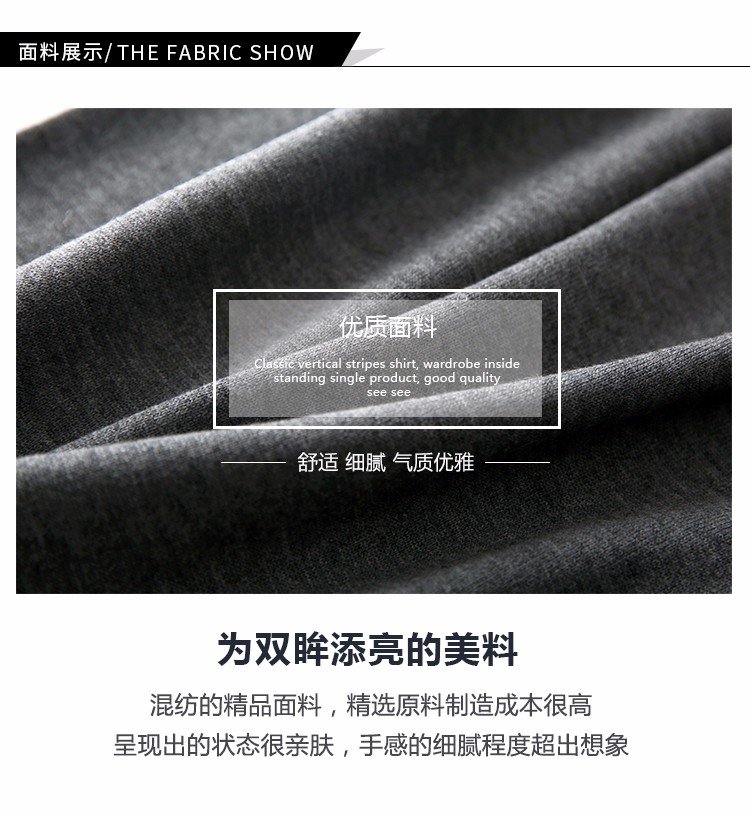 面料展示/THE FABRIC SHOW
优质面料
Classic vertical stripes shirt, wardrobe inside
standing single product, good quality
see see
舒适 细腻 气质优雅
为双眸添亮的美料
混纺的精品面料，精选原料制造成本很高
呈现出的状态很亲肤，手感的细腻程度超出想象